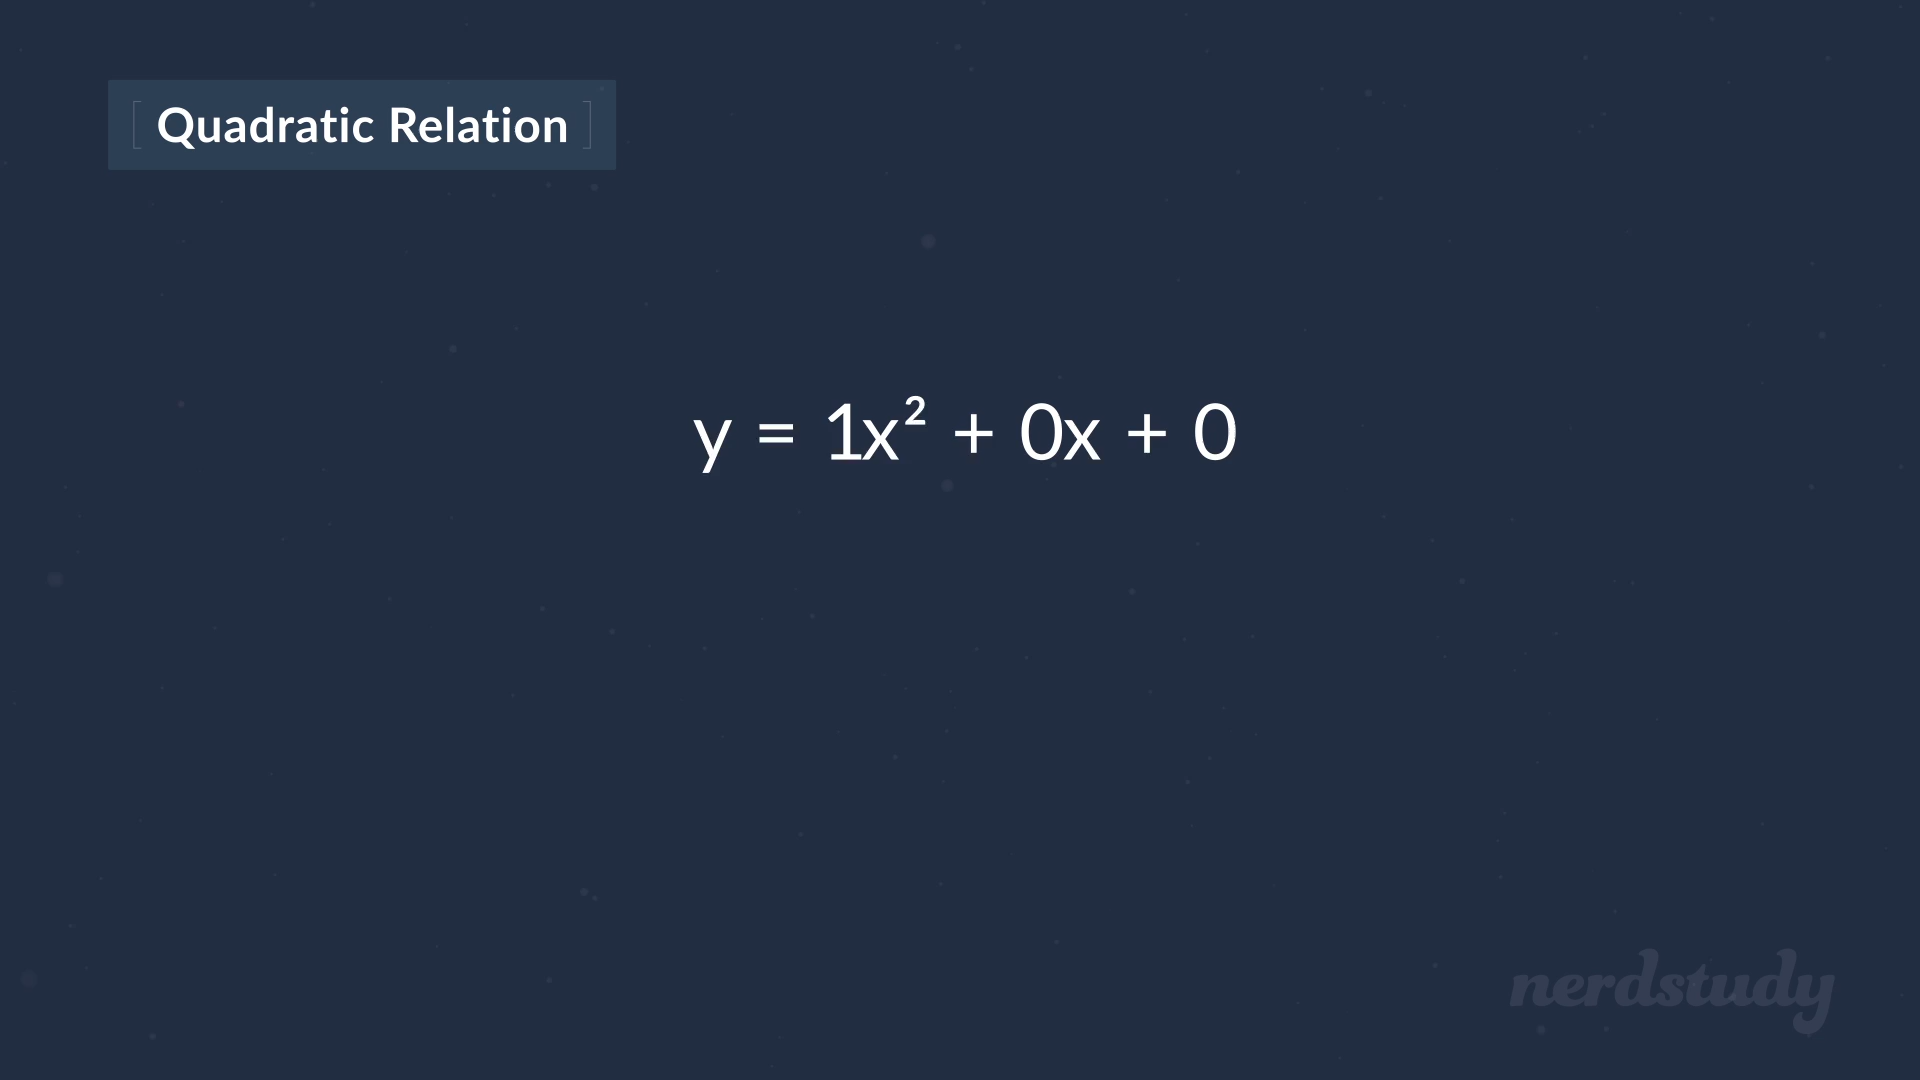 [ Quadratic Relation ]
y = 1x² + 0x + 0
nerdstudy